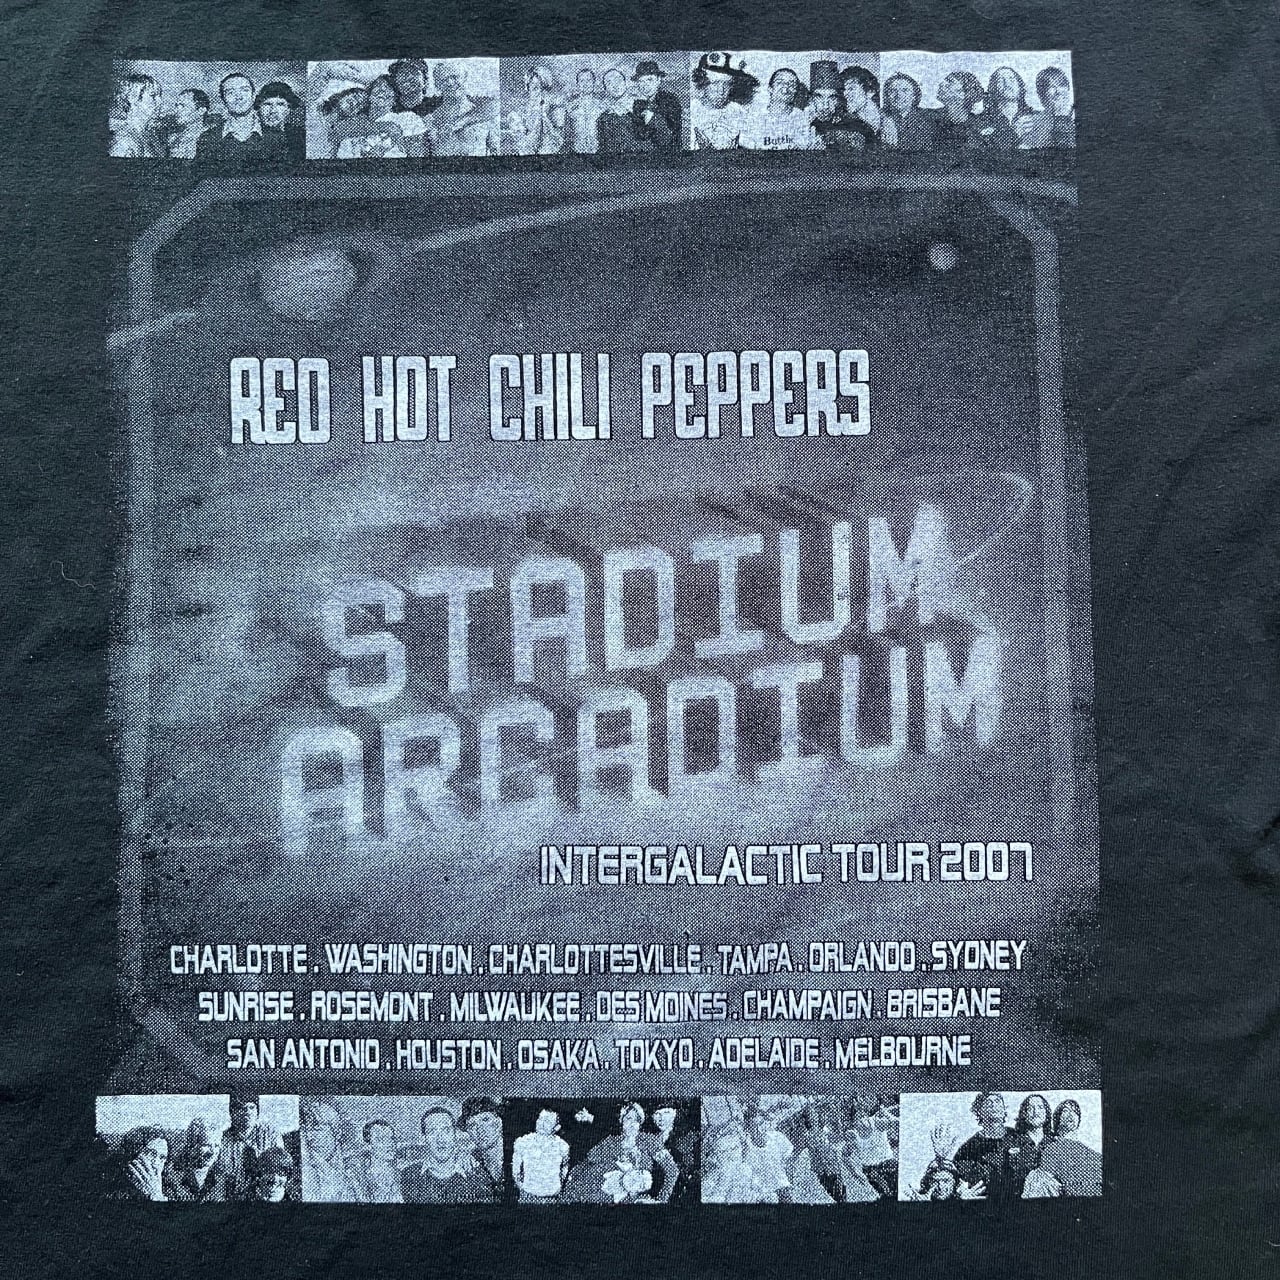 RED HOT CHILI PEPPERS
STADIUM
ARCADIUM
INTERGALACTIC TOUR 2007
CHARLOTTE . WASHINGTON . CHARLOTTESVILLE . TAMPA . ORLANDO . SYDNEY
SUNRISE . ROSEMONT . MILWAUKEE . DES MOINES . CHAMPAIGN . BRISBANE
SAN ANTONIO . HOUSTON . OSAKA . TOKYO . ADELAIDE . MELBOURNE